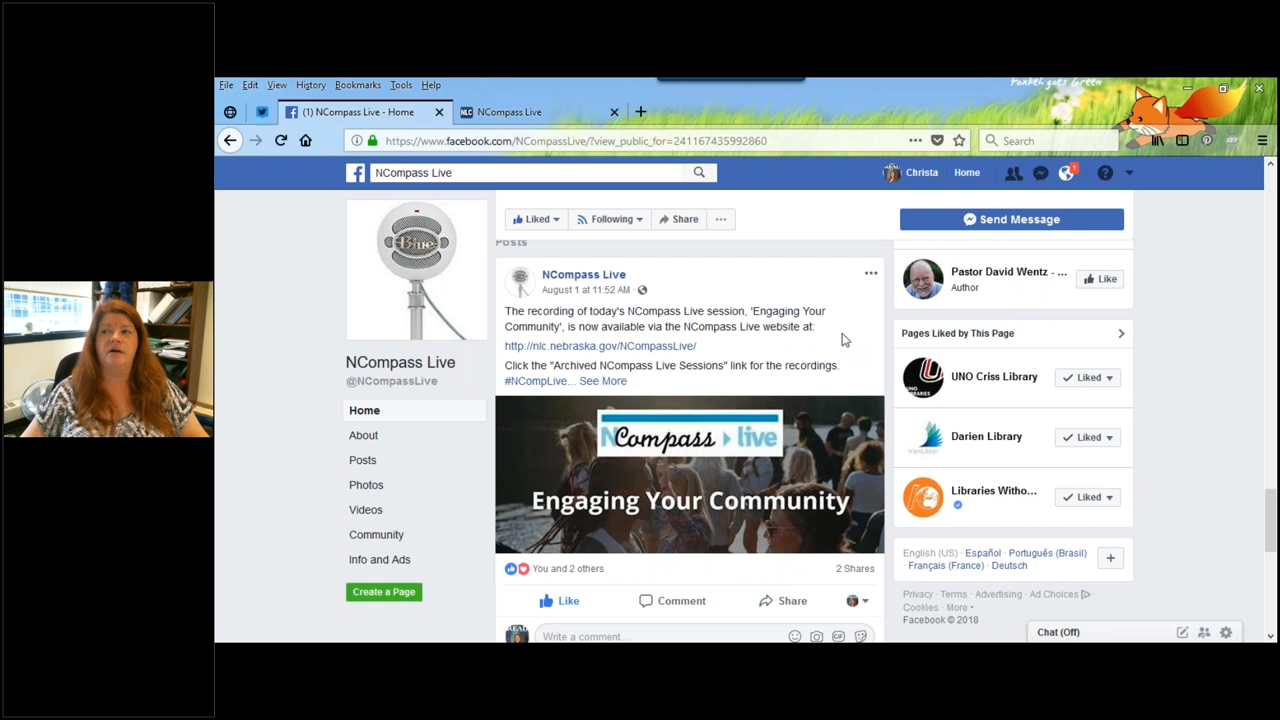 Foxkeh goes Green
File Edit View History Bookmarks Tools Help
(1) NCompass Live - Home
NLC NCompass Live
https://www.facebook.com/NCompassLive/?view_public_for=241167435992860
Search
NCompass Live
Christa Home
1
Liked Following Share
Send Message
Posts
Blue
NCompass Live
@NCompassLive
Home
About
Posts
Photos
Videos
Community
Info and Ads
Create a Page
NCompass Live
August 1 at 11:52 AM ·
The recording of today's NCompass Live session, 'Engaging Your
Community', is now available via the NCompass Live website at:
http://nlc.nebraska.gov/NCompassLive/
Click the "Archived NCompass Live Sessions" link for the recordings.
#NCompLive... See More
NCompass live
Engaging Your Community
You and 2 others 2 Shares
Like Comment Share
Write a comment...
GIF
Pastor David Wentz - ...
Author
Like
Pages Liked by This Page
UNO Criss Library Liked
Darien Library Liked
Libraries Witho... Liked
English (US) · Español · Português (Brasil) ·
Français (France) · Deutsch
Privacy · Terms · Advertising · Ad Choices ·
Cookies · More
Facebook © 2018
Chat (Off)